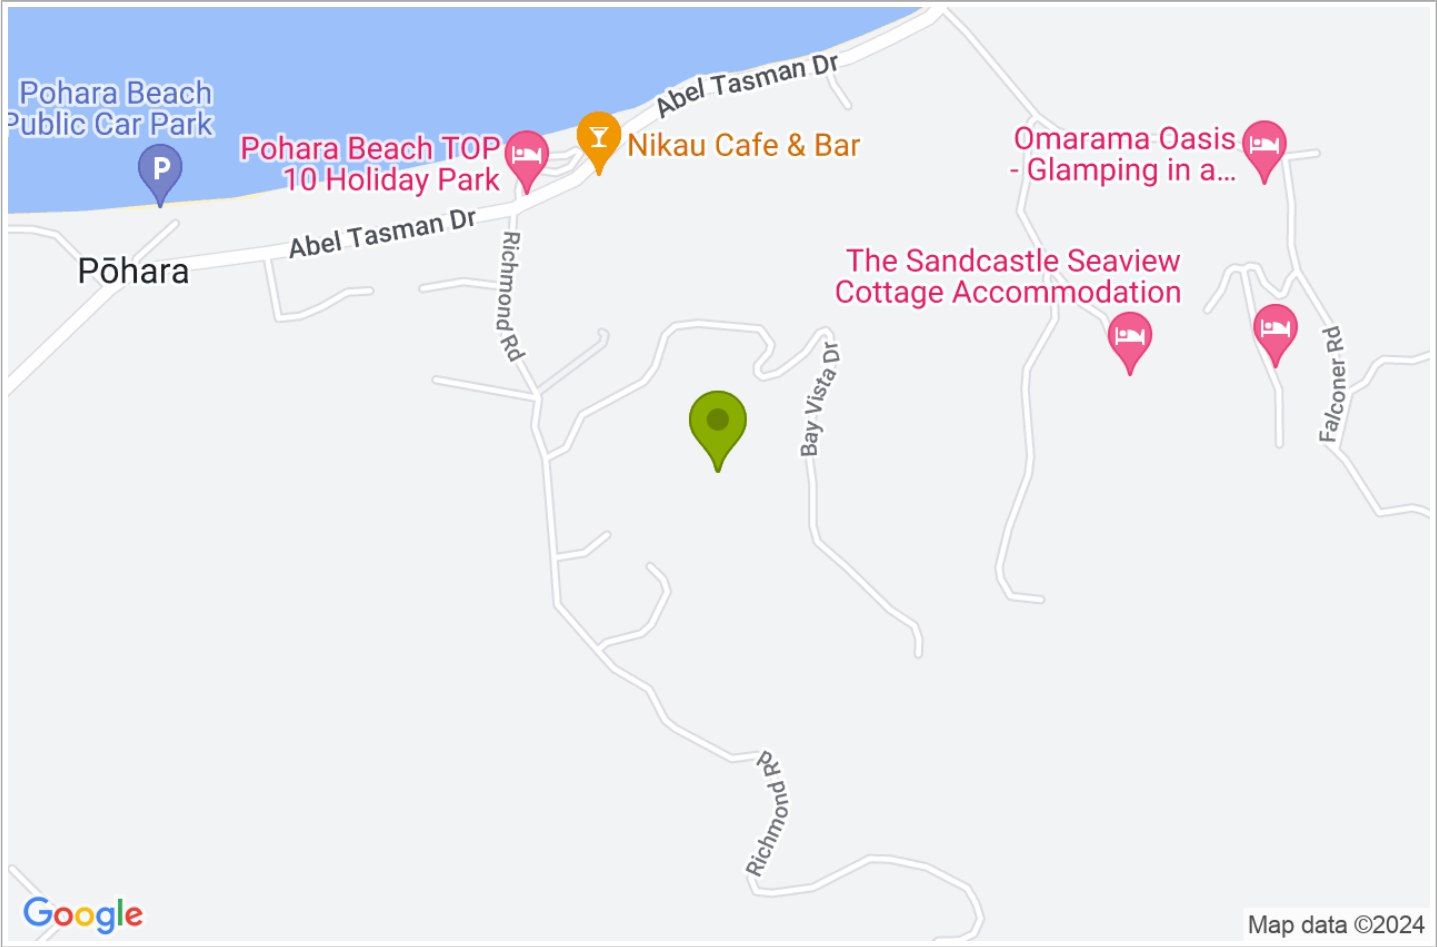 Abel Tasman Dr
Pohara Beach
Public Car Park
P
Pohara Beach TOP
10 Holiday Park
Nikau Cafe & Bar
Omarama Oasis
- Glamping in a...
Abel Tasman Dr
Pōhara
Richmond Rd
The Sandcastle Seaview
Cottage Accommodation
Bay Vista Dr
Falconer Rd
Richmond Rd
Google
Map data ©2024